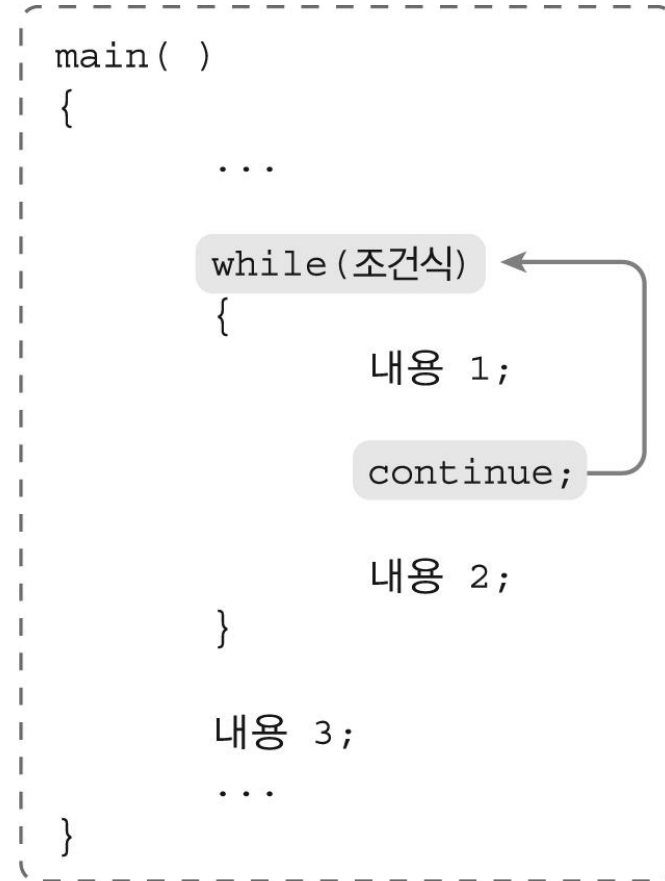 main( )
{
...
while(조건식)
{
내용 1;
continue;
내용 2;
}
내용 3;
...
}